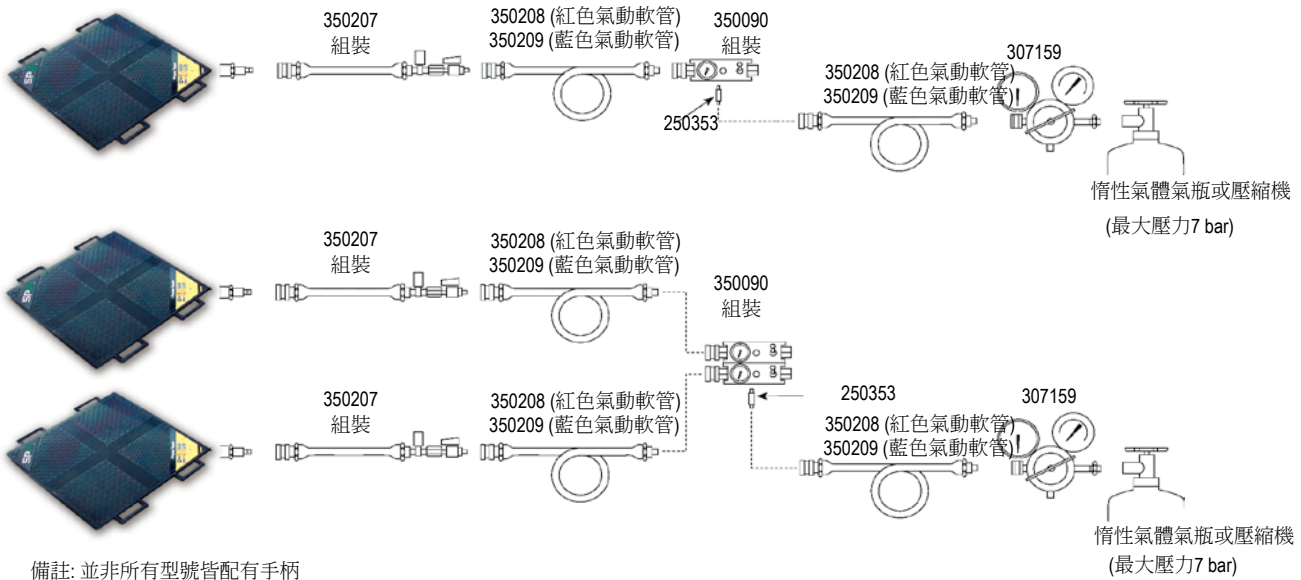 350207
組裝
350208 (紅色氣動軟管)
350209 (藍色氣動軟管)
350090
組裝
250353
350208 (紅色氣動軟管)
350209 (藍色氣動軟管)
307159
惰性氣體氣瓶或壓縮機
(最大壓力7 bar)
350207
組裝
350208 (紅色氣動軟管)
350209 (藍色氣動軟管)
350090
組裝
350207
組裝
350208 (紅色氣動軟管)
350209 (藍色氣動軟管)
250353
350208 (紅色氣動軟管)
350209 (藍色氣動軟管)
307159
惰性氣體氣瓶或壓縮機
(最大壓力7 bar)
備註: 並非所有型號皆配有手柄